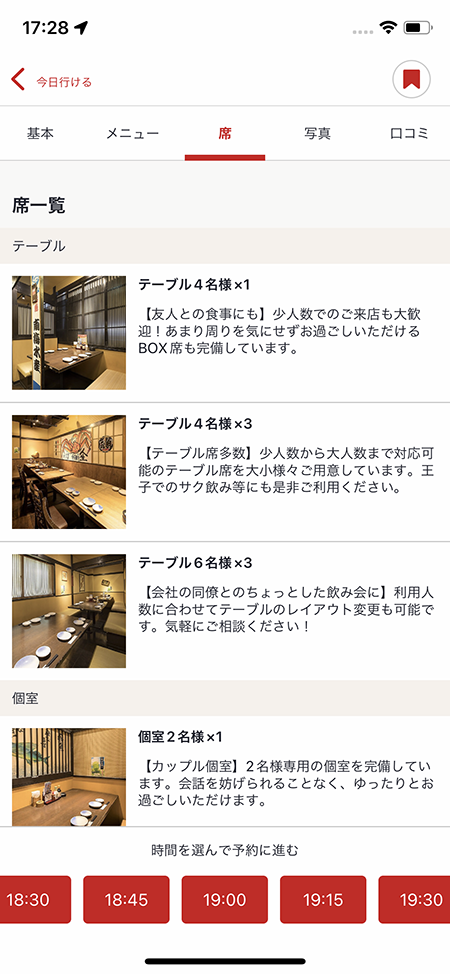 17:28
今日行ける
基本 メニュー 席 写真 口コミ
席一覧
テーブル
テーブル4名様×1
【友人との食事にも】少人数でのご来店も大歓
迎！あまり周りを気にせずお過ごしいただける
BOX席も完備しています。
テーブル4名様×3
【テーブル席多数】少人数から大人数まで対応可
能のテーブル席を大小様々ご用意しています。王
子でのサク飲み等にも是非ご利用ください。
テーブル6名様×3
【会社の同僚とのちょっとした飲み会に】利用人
数に合わせてテーブルのレイアウト変更も可能で
す。気軽にご相談ください！
個室
個室2名様×1
【カップル個室】2名様専用の個室を完備してい
ます。会話を妨げられることなく、ゆったりとお
過ごしいただけます。
時間を選んで予約に進む
18:30 18:45 19:00 19:15 19:30